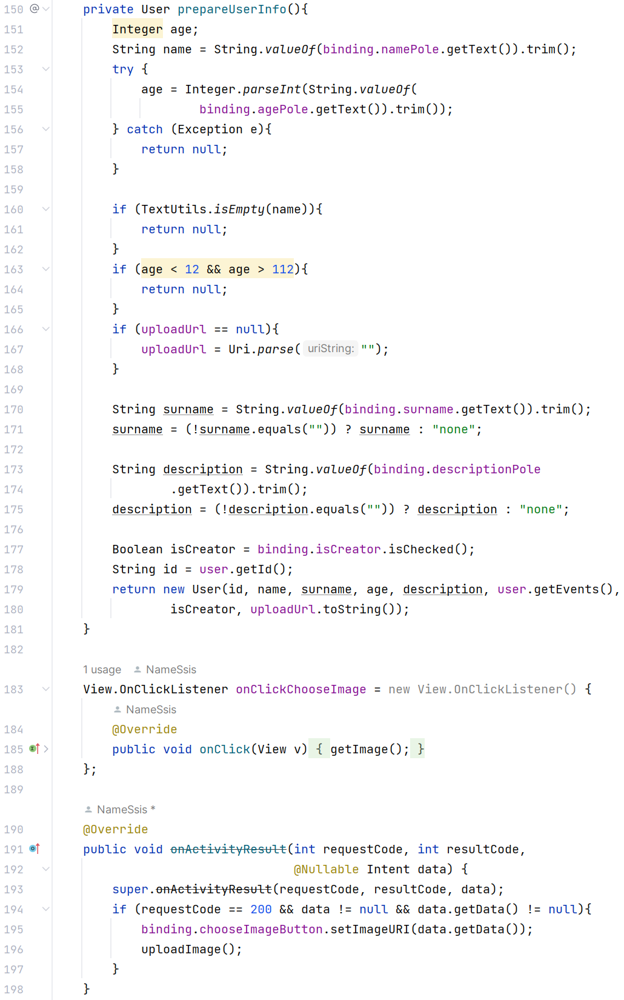 150 @ private User prepareUserInfo(){
151 Integer age;
152 String name = String.valueOf(binding.namePole.getText()).trim();
153 try {
154 age = Integer.parseInt(String.valueOf(
155 binding.agePole.getText()).trim());
156 } catch (Exception e){
157 return null;
158 }
159
160 if (TextUtils.isEmpty(name)){
161 return null;
162 }
163 if (age < 12 && age > 112){
164 return null;
165 }
166 if (uploadUrl == null){
167 uploadUrl = Uri.parse( uriString: "");
168 }
169
170 String surname = String.valueOf(binding.surname.getText()).trim();
171 surname = (!surname.equals("")) ? surname : "none";
172
173 String description = String.valueOf(binding.descriptionPole
174 .getText()).trim();
175 description = (!description.equals("")) ? description : "none";
176
177 Boolean isCreator = binding.isCreator.isChecked();
178 String id = user.getId();
179 return new User(id, name, surname, age, description, user.getEvents(),
180 isCreator, uploadUrl.toString());
181 }
182
1 usage NameSsis
183 View.OnClickListener onClickChooseImage = new View.OnClickListener() {
NameSsis
184 @Override
185 public void onClick(View v) { getImage(); }
188 };
189
NameSsis *
190 @Override
191 public void onActivityResult(int requestCode, int resultCode,
192 @Nullable Intent data) {
193 super.onActivityResult(requestCode, resultCode, data);
194 if (requestCode == 200 && data != null && data.getData() != null){
195 binding.chooseImageButton.setImageURI(data.getData());
196 uploadImage();
197 }
198 }